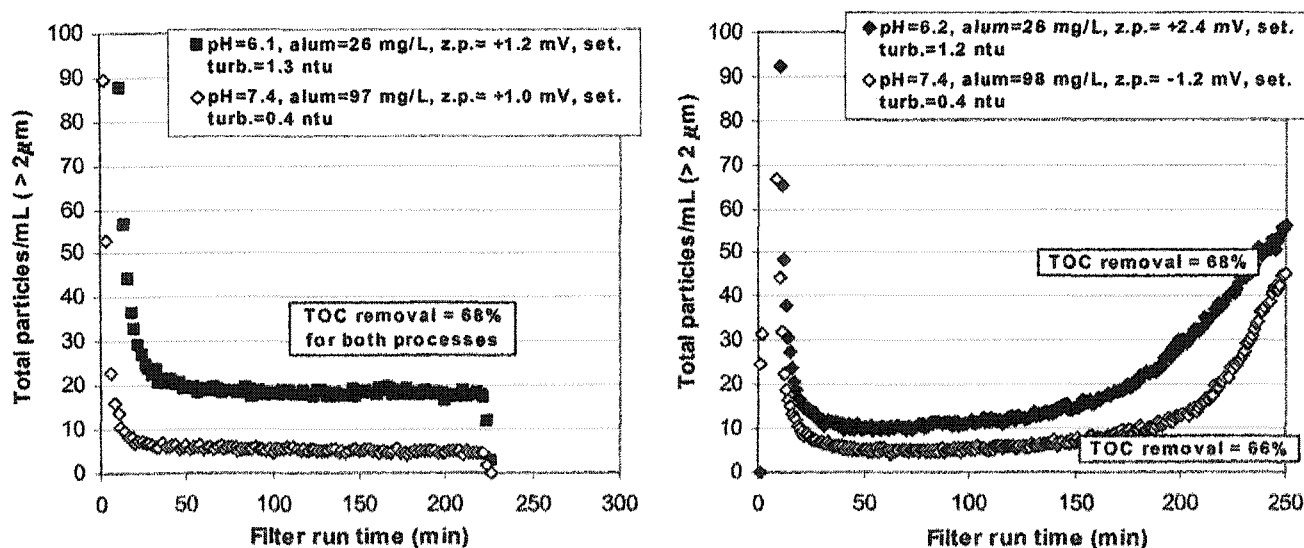 Total particles/mL ( > 2µm)
100
90
80
70
60
50
40
30
20
10
0
pH=6.1, alum=26 mg/L, z.p.= +1.2 mV, set.
turb.=1.3 ntu
pH=7.4, alum=97 mg/L, z.p.= +1.0 mV, set.
turb.=0.4 ntu
TOC removal = 68%
for both processes
0 50 100 150 200 250 300
Filter run time (min)
Total particles/mL (> 2 µm)
100
90
80
70
60
50
40
30
20
10
0
pH=6.2, alum=26 mg/L, z.p.= +2.4 mV, set.
turb.=1.2 ntu
pH=7.4, alum=98 mg/L, z.p.= -1.2 mV, set.
turb.=0.4 ntu
TOC removal = 68%
TOC removal = 66%
0 50 100 150 200 250
Filter run time (min)